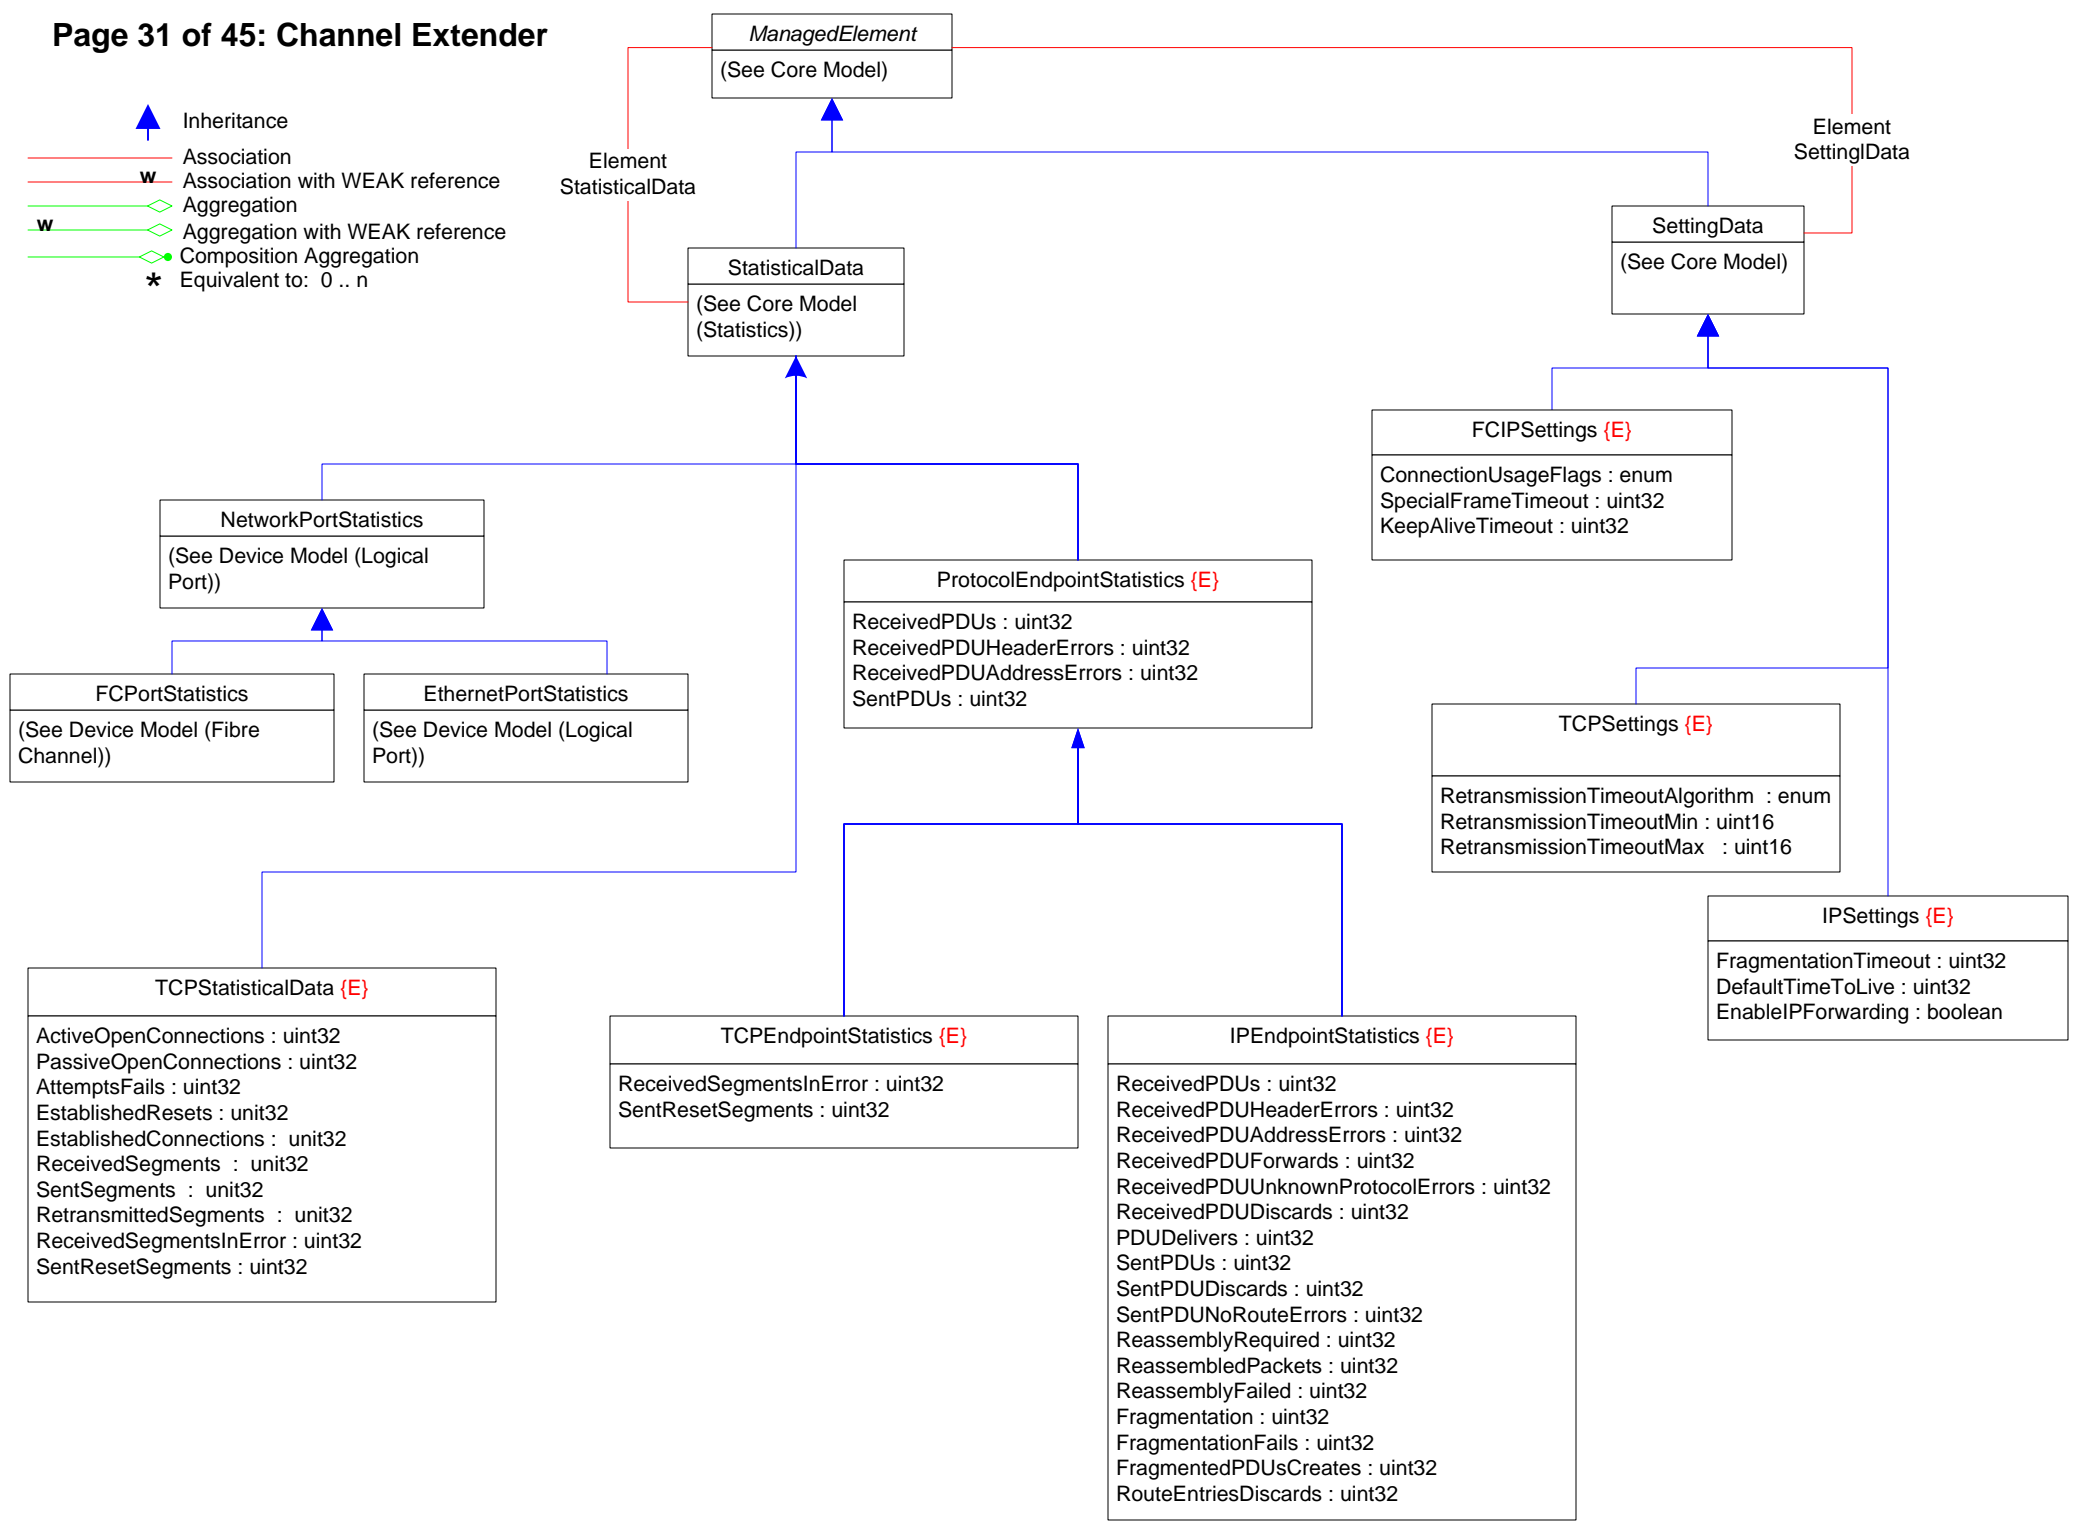 Page 31 of 45: Channel Extender
Inheritance
Association
w
Association with WEAK reference
Aggregation
w
Aggregation with WEAK reference
Composition Aggregation
* Equivalent to: 0 .. n
ManagedElement
(See Core Model)
Element
StatisticalData
Element
SettinglData
StatisticalData
(See Core Model
(Statistics))
SettingData
(See Core Model)
NetworkPortStatistics
(See Device Model (Logical
Port))
FCPortStatistics
(See Device Model (Fibre
Channel))
EthernetPortStatistics
(See Device Model (Logical
Port))
ProtocolEndpointStatistics {E}
ReceivedPDUs : uint32
ReceivedPDUHeaderErrors : uint32
ReceivedPDUAddressErrors : uint32
SentPDUs : uint32
FCIPSettings {E}
ConnectionUsageFlags : enum
SpecialFrameTimeout : uint32
KeepAliveTimeout : uint32
TCPSettings {E}
RetransmissionTimeoutAlgorithm : enum
RetransmissionTimeoutMin : uint16
RetransmissionTimeoutMax : uint16
IPSettings {E}
FragmentationTimeout : uint32
DefaultTimeToLive : uint32
EnableIPForwarding : boolean
TCPStatisticalData {E}
ActiveOpenConnections : uint32
PassiveOpenConnections : uint32
AttemptsFails : uint32
EstablishedResets : unit32
EstablishedConnections : unit32
ReceivedSegments : unit32
SentSegments : unit32
RetransmittedSegments : unit32
ReceivedSegmentsInError : uint32
SentResetSegments : uint32
TCPEndpointStatistics {E}
ReceivedSegmentsInError : uint32
SentResetSegments : uint32
IPEndpointStatistics {E}
ReceivedPDUs : uint32
ReceivedPDUHeaderErrors : uint32
ReceivedPDUAddressErrors : uint32
ReceivedPDUForwards : uint32
ReceivedPDUUnknownProtocolErrors : uint32
ReceivedPDUDiscards : uint32
PDUDelivers : uint32
SentPDUs : uint32
SentPDUDiscards : uint32
SentPDUNoRouteErrors : uint32
ReassemblyRequired : uint32
ReassembledPackets : uint32
ReassemblyFailed : uint32
Fragmentation : uint32
FragmentationFails : uint32
FragmentedPDUsCreates : uint32
RouteEntriesDiscards : uint32